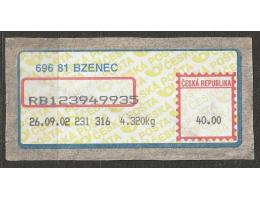 696 81 BZENEC
RB123949935
ČESKÁ REPUBLIKA
26.09.02 231 316 4.320kg
40.00